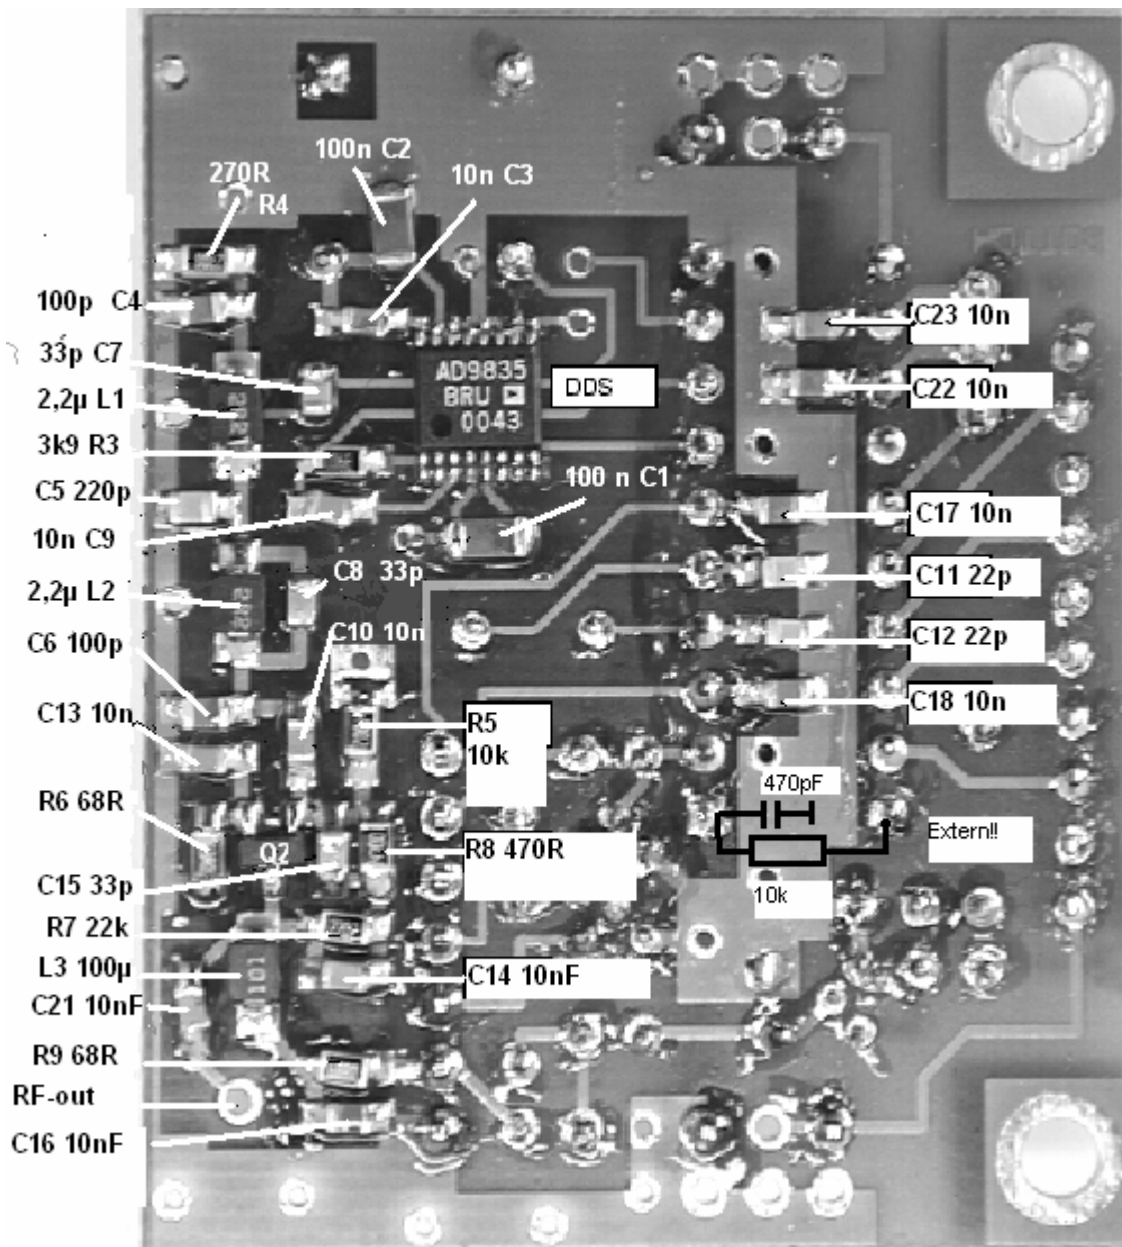 100n C2
270R
R4
10n C3
100p C4
33p C7
2,2µ L1
3k9 R3
C5 220p
10n C9
2,2µ L2
C6 100p
C13 10n
R6 68R
C15 33p
R7 22k
L3 100µ
C21 10nF
R9 68R
RF-out
C16 10nF
AD9835
BRU
0043
DDS
100 n C1
C8 33p
C10 10n
R5
10k
Q2
R8 470R
C14 10nF
101
C23 10n
C22 10n
C17 10n
C11 22p
C12 22p
C18 10n
470pF
Extern!!
10k